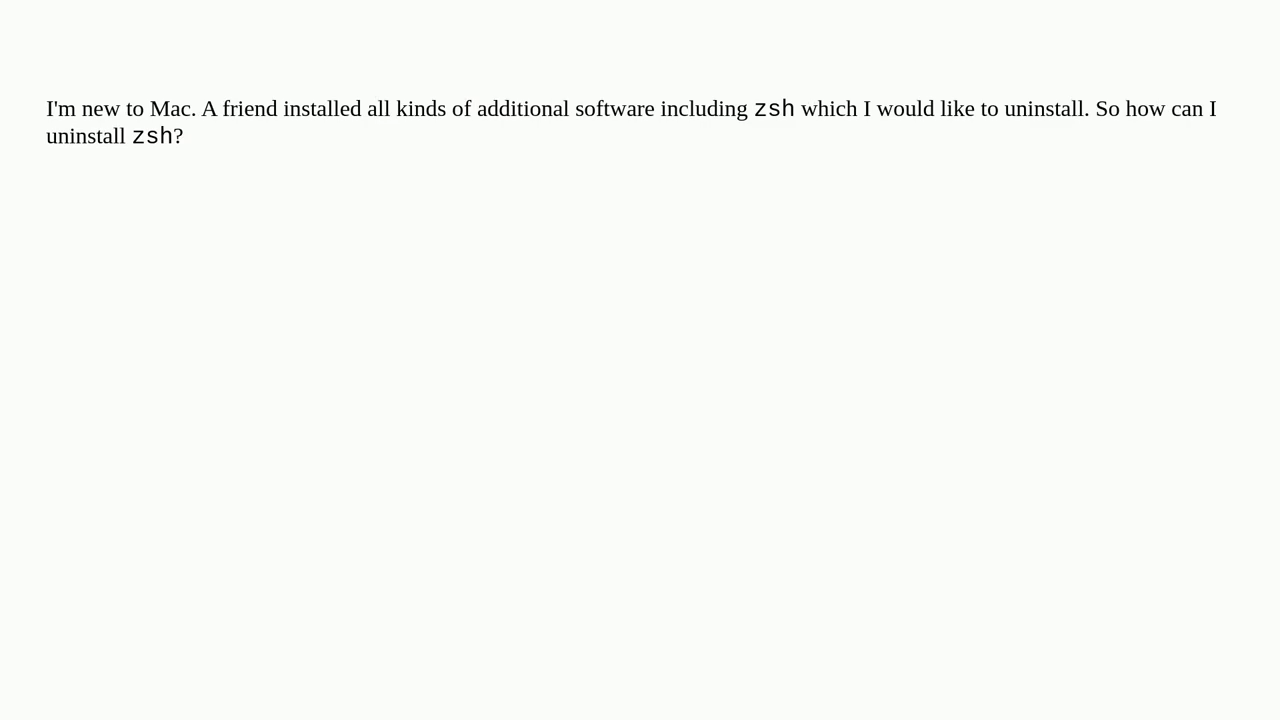 I'm new to Mac. A friend installed all kinds of additional software including zsh which I would like to uninstall. So how can I
uninstall zsh?